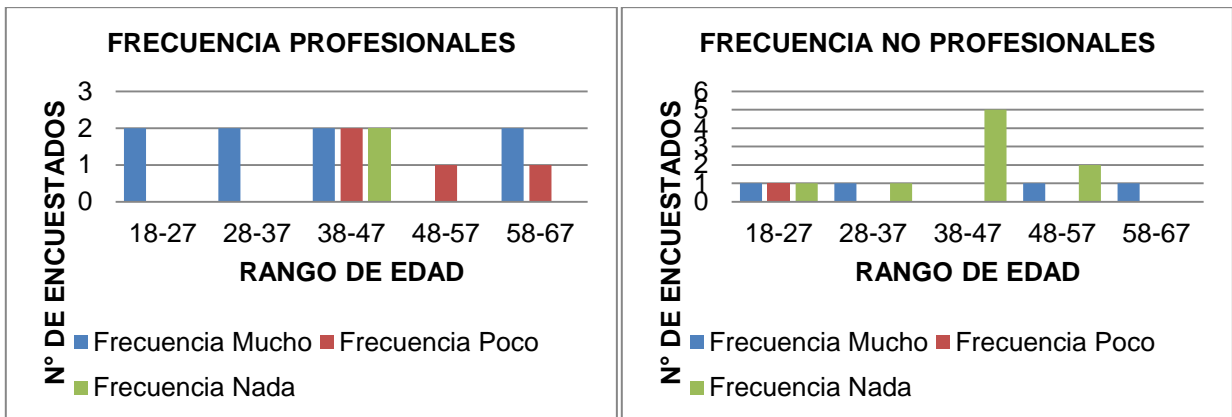 FRECUENCIA PROFESIONALES
N° DE ENCUESTADOS
3
2
1
0
18-27 28-37 38-47 48-57 58-67
RANGO DE EDAD
Frecuencia Mucho Frecuencia Poco
Frecuencia Nada
FRECUENCIA NO PROFESIONALES
N° DE ENCUESTADOS
6
5
4
3
2
1
0
18-27 28-37 38-47 48-57 58-67
RANGO DE EDAD
Frecuencia Mucho Frecuencia Poco
Frecuencia Nada